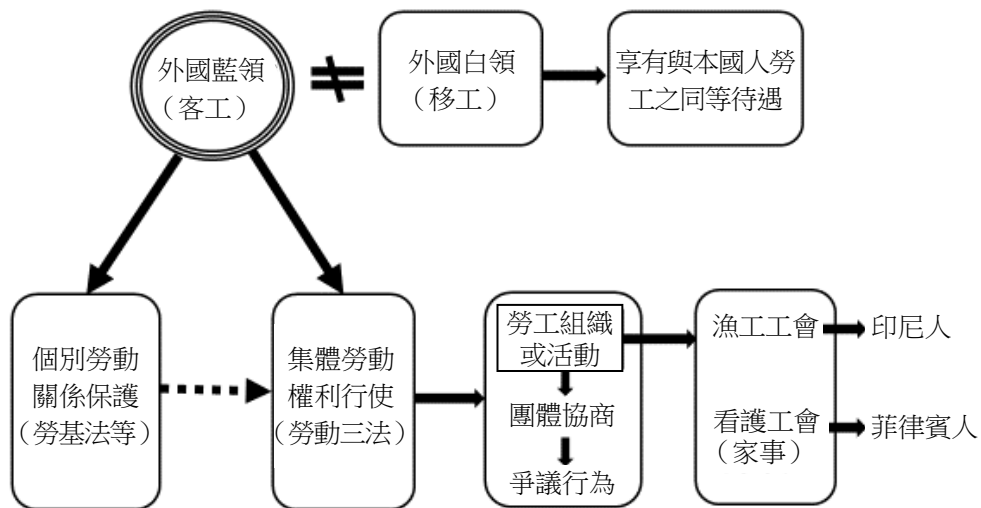 外國藍領
（客工）
≠
外國白領
（移工）
享有與本國人勞
工之同等待遇
個別勞動
關係保護
（勞基法等）
集體勞動
權利行使
（勞動三法）
勞工組織
或活動
團體協商
爭議行為
漁工工會
印尼人
看護工會
（家事）
菲律賓人